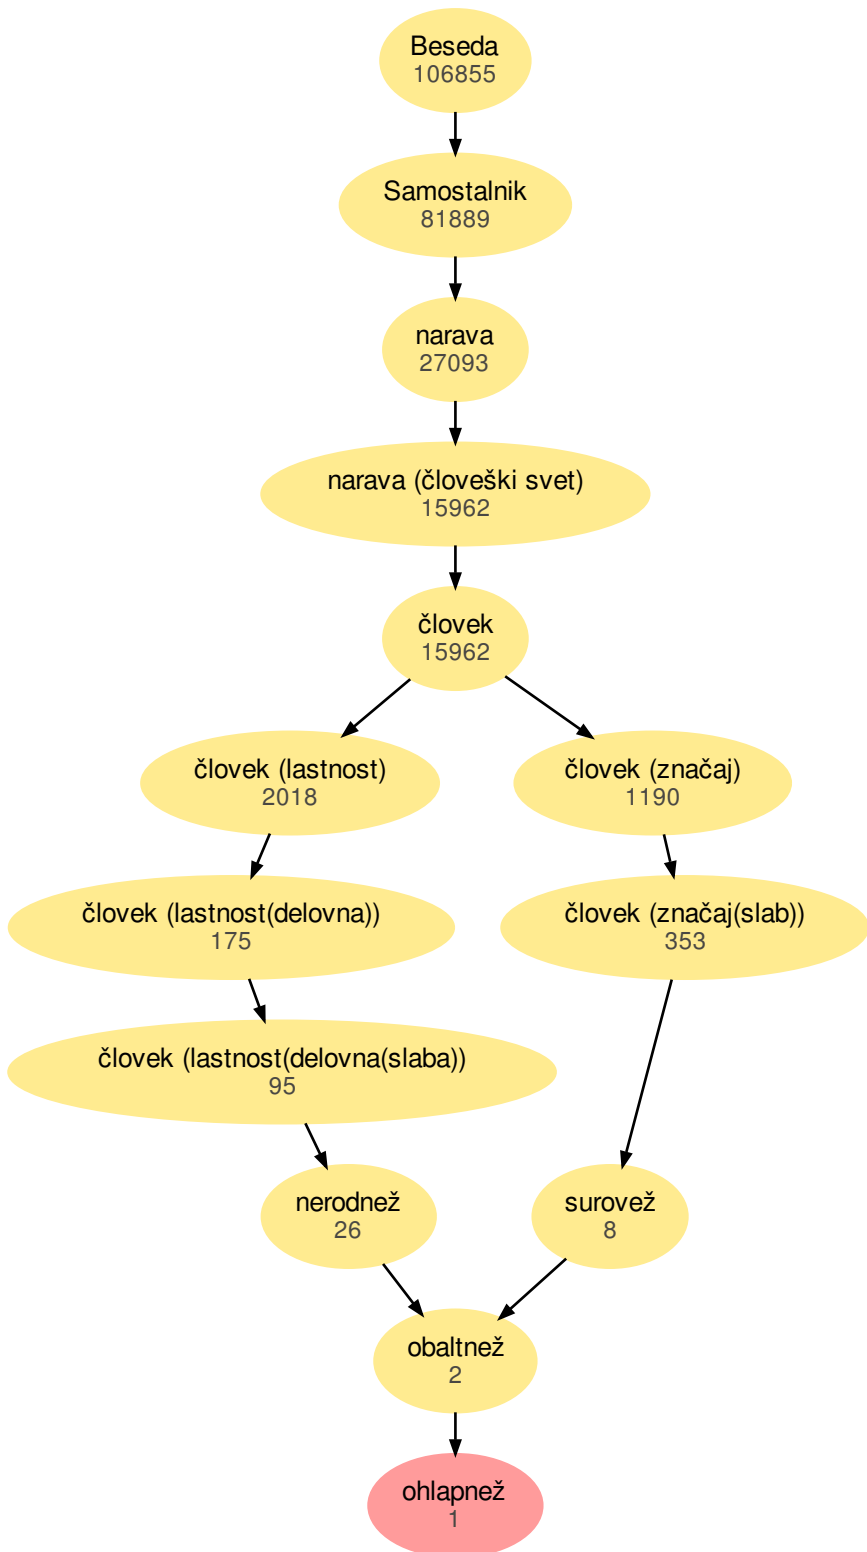 Beseda
106855
Samostalnik
81889
narava
27093
narava (človeški svet)
15962
človek
15962
človek (lastnost)
2018
človek (značaj)
1190
človek (lastnost(delovna))
175
človek (značaj(slab))
353
človek (lastnost(delovna(slaba))
95
nerodnež
26
surovež
8
obaltnež
2
ohlapnež
1